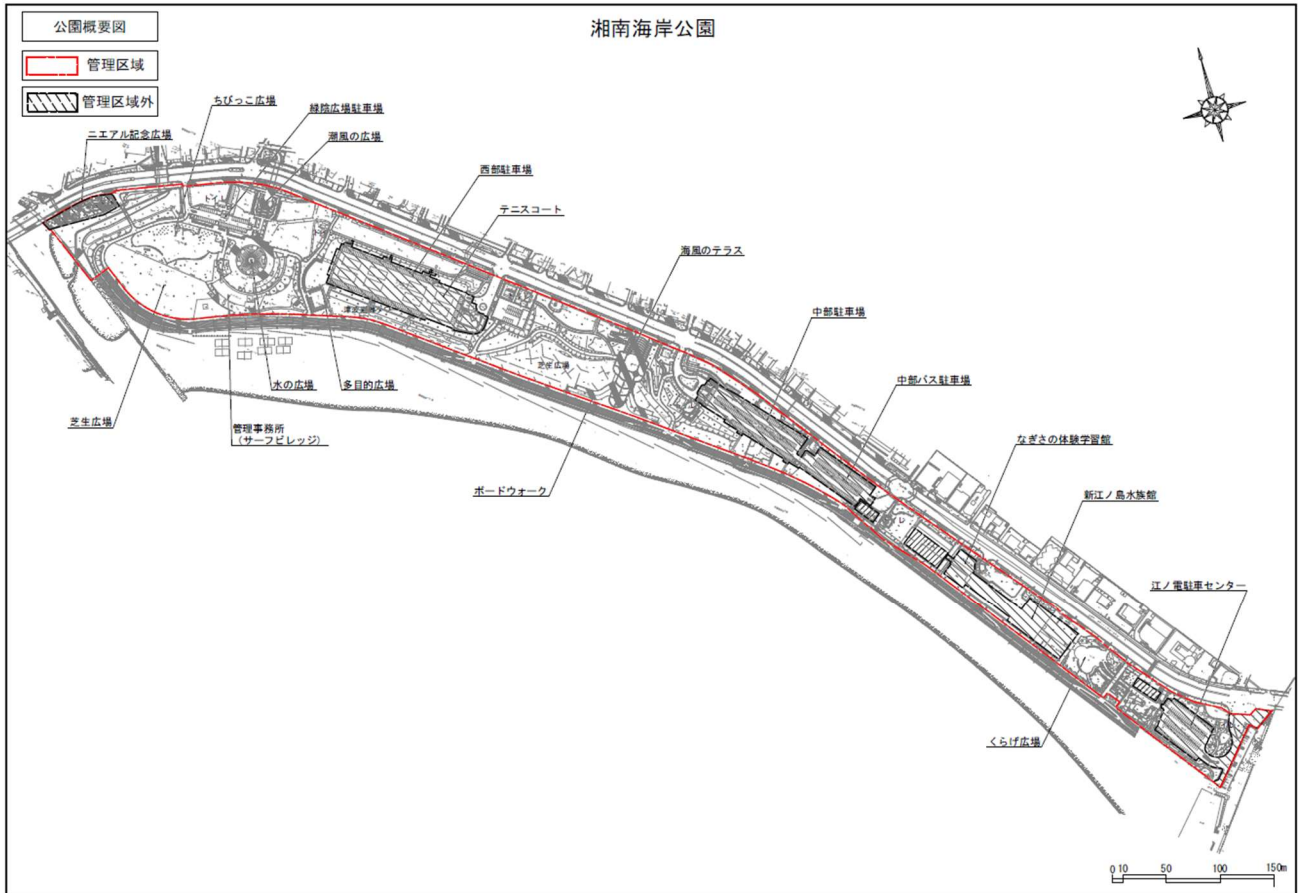 公園概要図
湘南海岸公園
管理区域
管理区域外
ちびっこ広場
緑陰広場駐車場
潮風の広場
ニエアル記念広場
西部駐車場
テニスコート
海風のテラス
中部駐車場
中部バス駐車場
なぎさの体験学習館
新江ノ島水族館
江ノ電駐車センター
トイレ
芝生広場
水の広場
多目的広場
芝生広場
管理事務所
(サーフビレッジ)
ボードウォーク
くらげ広場
0 10 50 100 150m